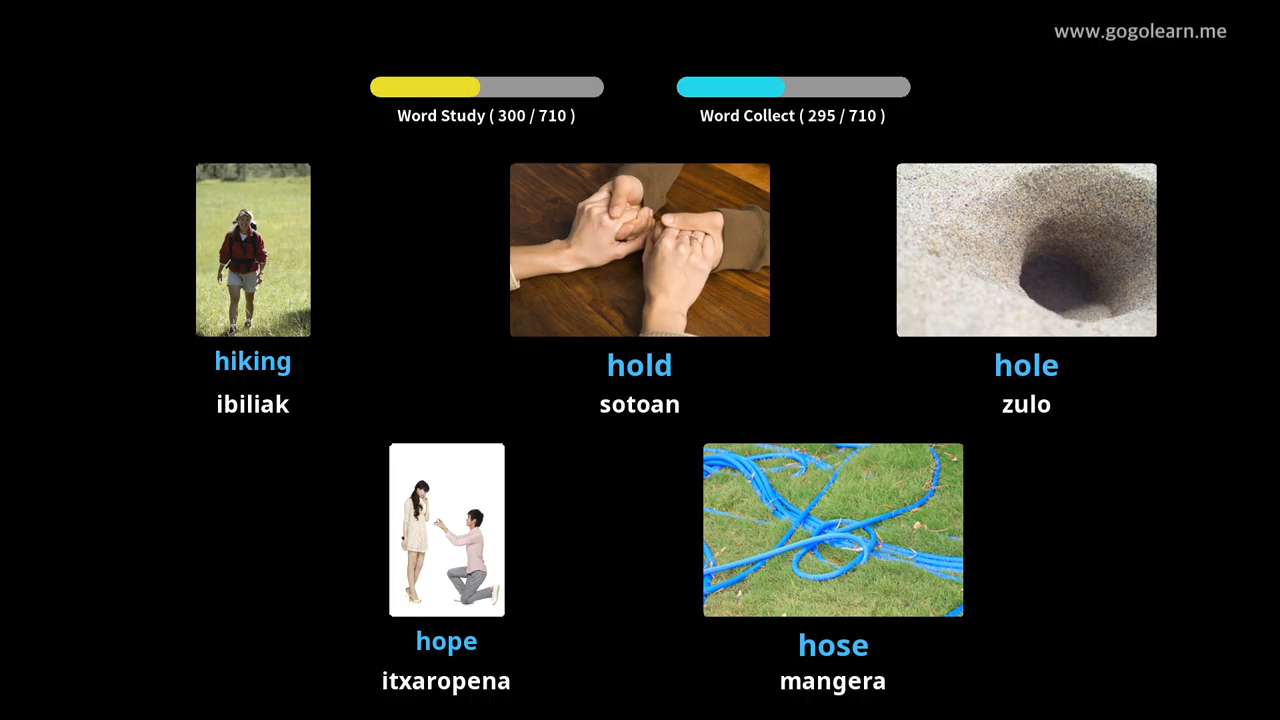 www.gogolearn.me
Word Study ( 300 / 710 )
Word Collect ( 295 / 710 )
hiking
ibiliak
hold
sotoan
hole
zulo
hope
itxaropena
hose
mangera